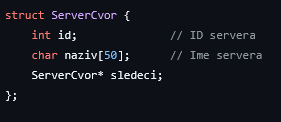 struct ServerCvor {
    int id;              // ID servera
    char naziv[50];      // Ime servera
    ServerCvor* sledeci;
};